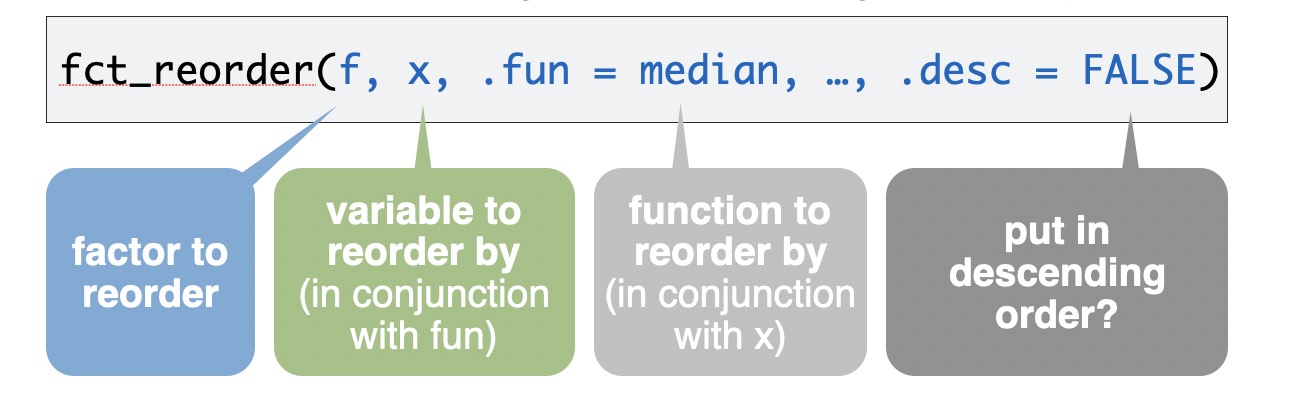 fct_reorder(f, x, .fun = median, …, .desc = FALSE)
factor to
reorder
variable to
reorder by
(in conjunction
with fun)
function to
reorder by
(in conjunction
with x)
put in
descending
order?